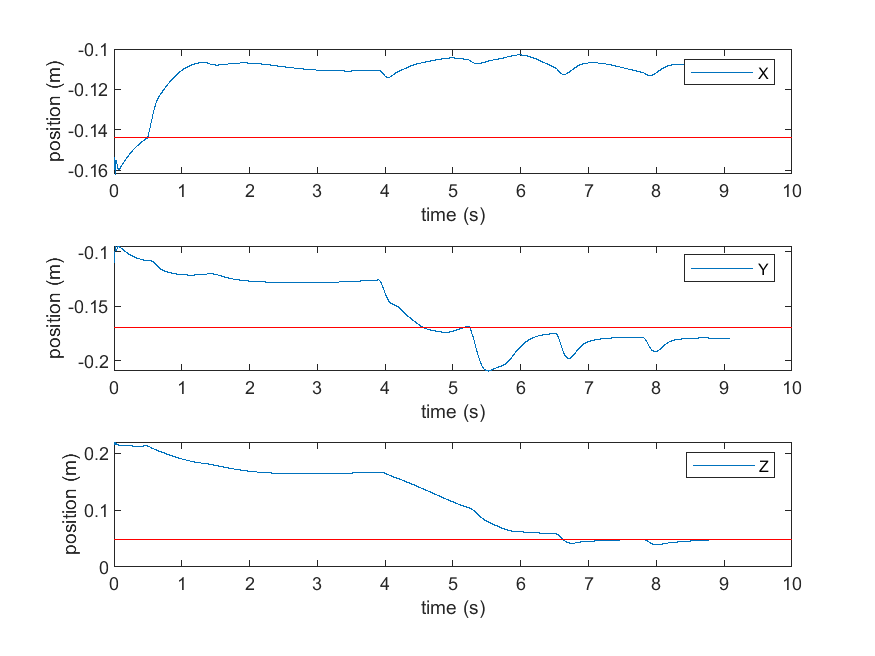 -0.1
-0.12
-0.14
-0.16
position (m)
X
0 1 2 3 4 5 6 7 8 9 10
time (s)
-0.1
-0.15
-0.2
position (m)
Y
0 1 2 3 4 5 6 7 8 9 10
time (s)
0.2
0.1
0
position (m)
Z
0 1 2 3 4 5 6 7 8 9 10
time (s)